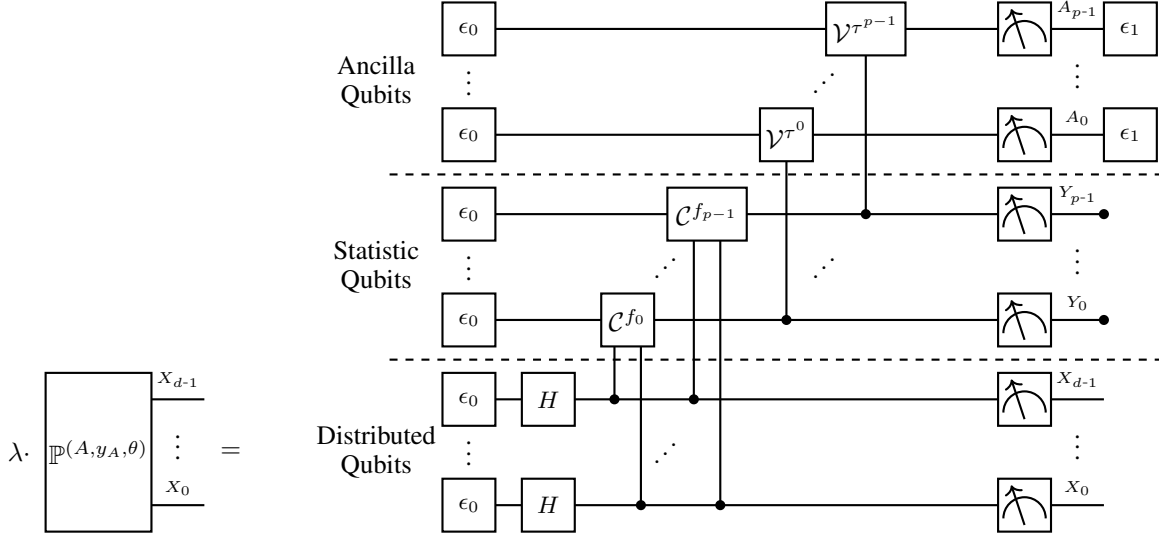 ϵ₀ 𝒱^{τ^{p−1}} A_{p-1} ϵ₁
Ancilla
Qubits
⋮ ⋰ ⋮
ϵ₀ 𝒱^{τ^0} A_0 ϵ₁
ϵ₀ 𝒞^{f_{p−1}} Y_{p-1}
Statistic
Qubits
⋮ ⋰ ⋰ ⋮
ϵ₀ 𝒞^{f_0} Y_0
ϵ₀ H X_{d-1}
Distributed
Qubits
⋮ ⋰ ⋮
ϵ₀ H X_0
λ· ℙ^{(A,y_A,θ)} X_{d-1} ⋮ X_0 =